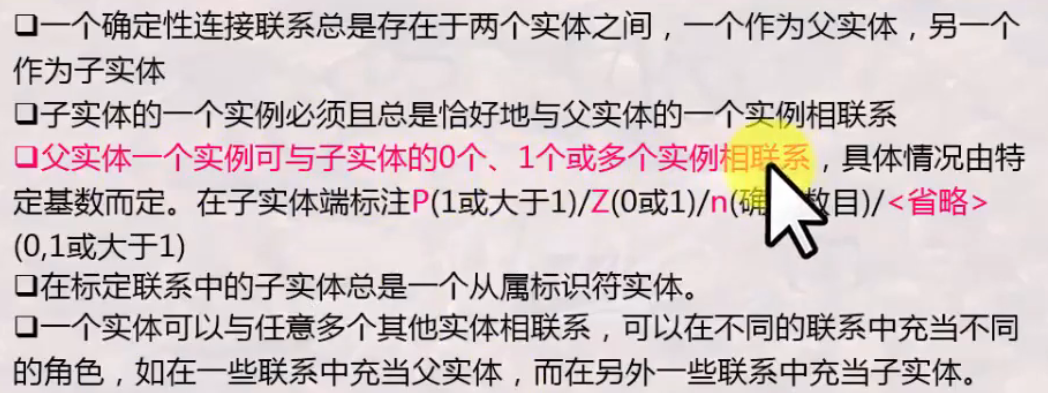 ❑一个确定性连接联系总是存在于两个实体之间，一个作为父实体，另一个
作为子实体
❑子实体的一个实例必须且总是恰好地与父实体的一个实例相联系
❑父实体一个实例可与子实体的0个、1个或多个实例相联系，具体情况由特
定基数而定。在子实体端标注P(1或大于1)/Z(0或1)/n(确数目)/<省略>
(0,1或大于1)
❑在标定联系中的子实体总是一个从属标识符实体。
❑一个实体可以与任意多个其他实体相联系，可以在不同的联系中充当不同
的角色，如在一些联系中充当父实体，而在另外一些联系中充当子实体。